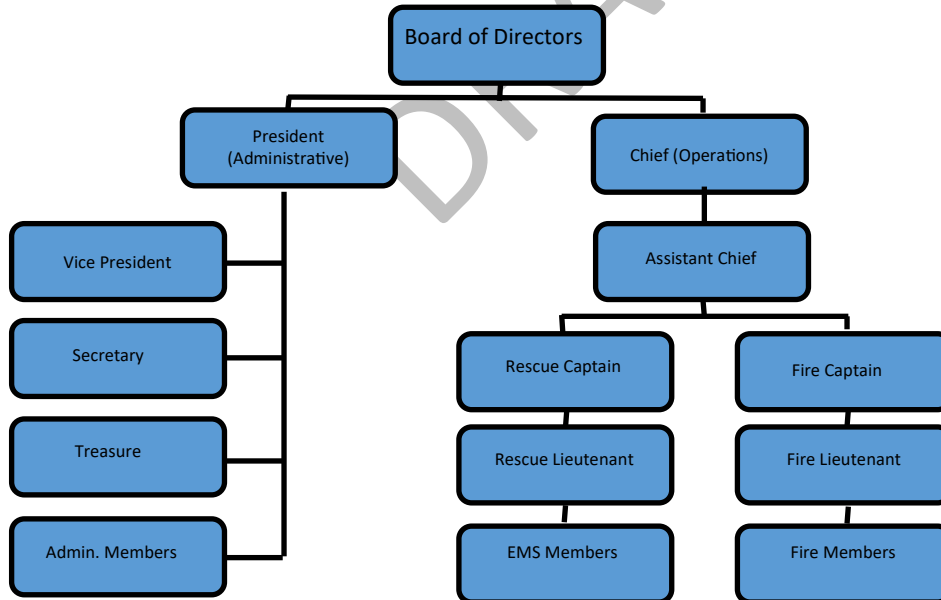 Board of Directors
President
(Administrative)
Chief (Operations)
Vice President
Assistant Chief
Secretary
Rescue Captain
Fire Captain
Treasure
Rescue Lieutenant
Fire Lieutenant
Admin. Members
EMS Members
Fire Members